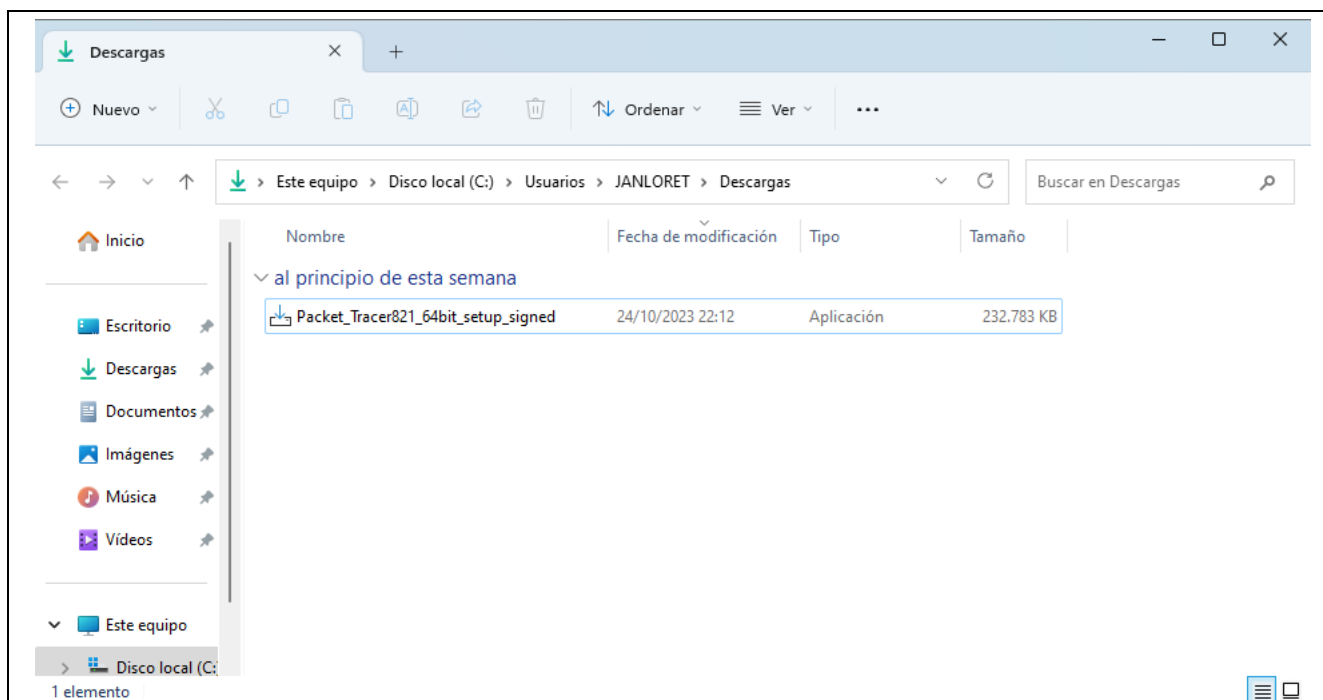 Descargas
Nuevo
Ordenar
Ver
Este equipo > Disco local (C:) > Usuarios > JANLORET > Descargas
Buscar en Descargas
Inicio
Nombre Fecha de modificación Tipo Tamaño
al principio de esta semana
Packet_Tracer821_64bit_setup_signed 24/10/2023 22:12 Aplicación 232.783 KB
Escritorio
Descargas
Documentos
Imágenes
Música
Vídeos
Este equipo
Disco local (C:
1 elemento